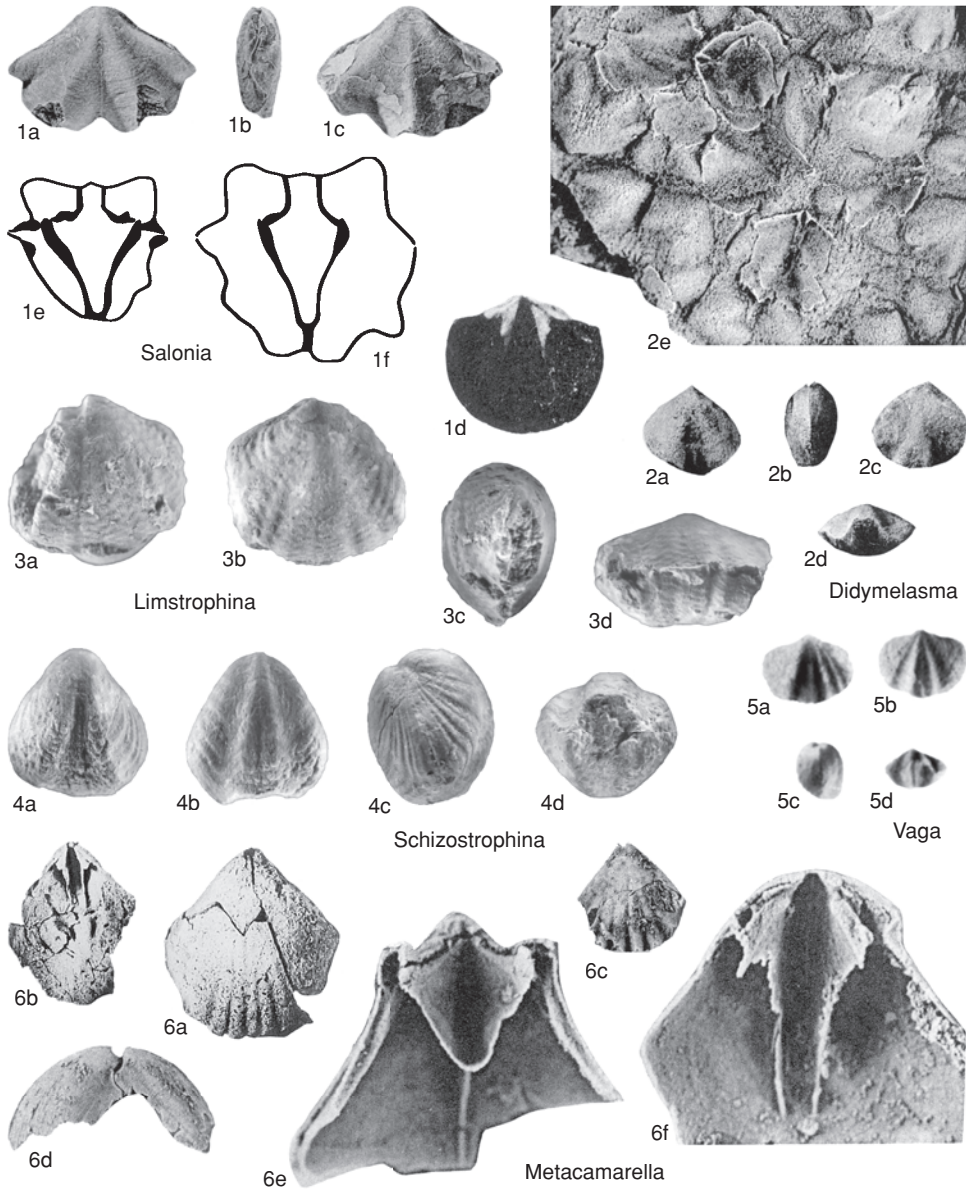 1a
1b
1c
1e
Salonia
1f
1d
2e
2a
2b
2c
2d
Didymelasma
3a
3b
Limstrophina
3c
3d
4a
4b
4c
4d
Schizostrophina
5a
5b
5c
5d
Vaga
6b
6a
6c
6d
6e
6f
Metacamarella